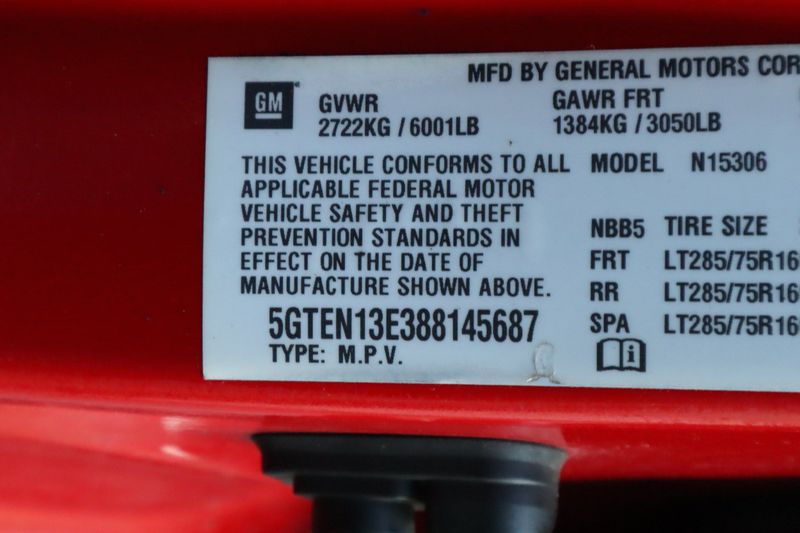 MFD BY GENERAL MOTORS COR
GM
GVWR GAWR FRT
2722KG / 6001LB 1384KG / 3050LB
THIS VEHICLE CONFORMS TO ALL
APPLICABLE FEDERAL MOTOR
VEHICLE SAFETY AND THEFT
PREVENTION STANDARDS IN
EFFECT ON THE DATE OF
MANUFACTURE SHOWN ABOVE.
MODEL N15306
NBB5 TIRE SIZE
FRT LT285/75R16
RR LT285/75R16
SPA LT285/75R16
5GTEN13E388145687
TYPE: M.P.V.